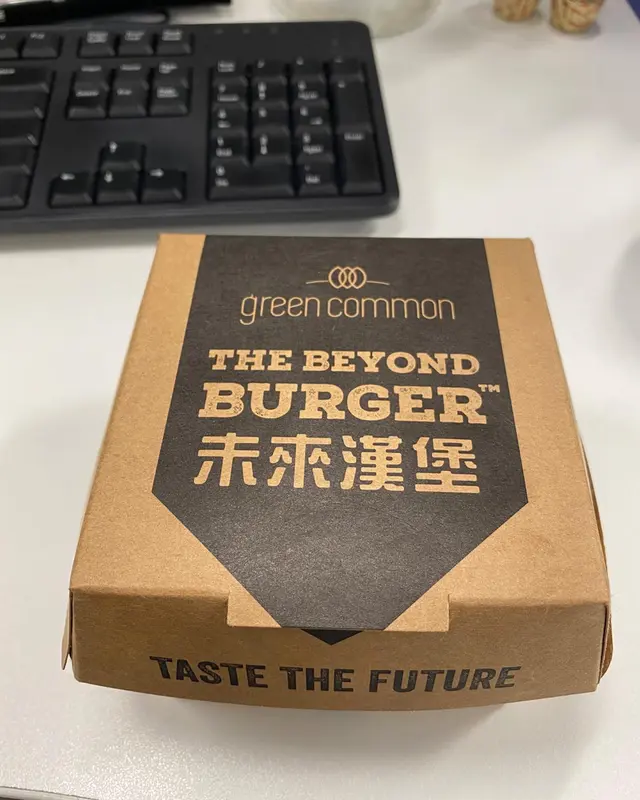 green common
THE BEYOND
BURGER™
未來漢堡
TASTE THE FUTURE